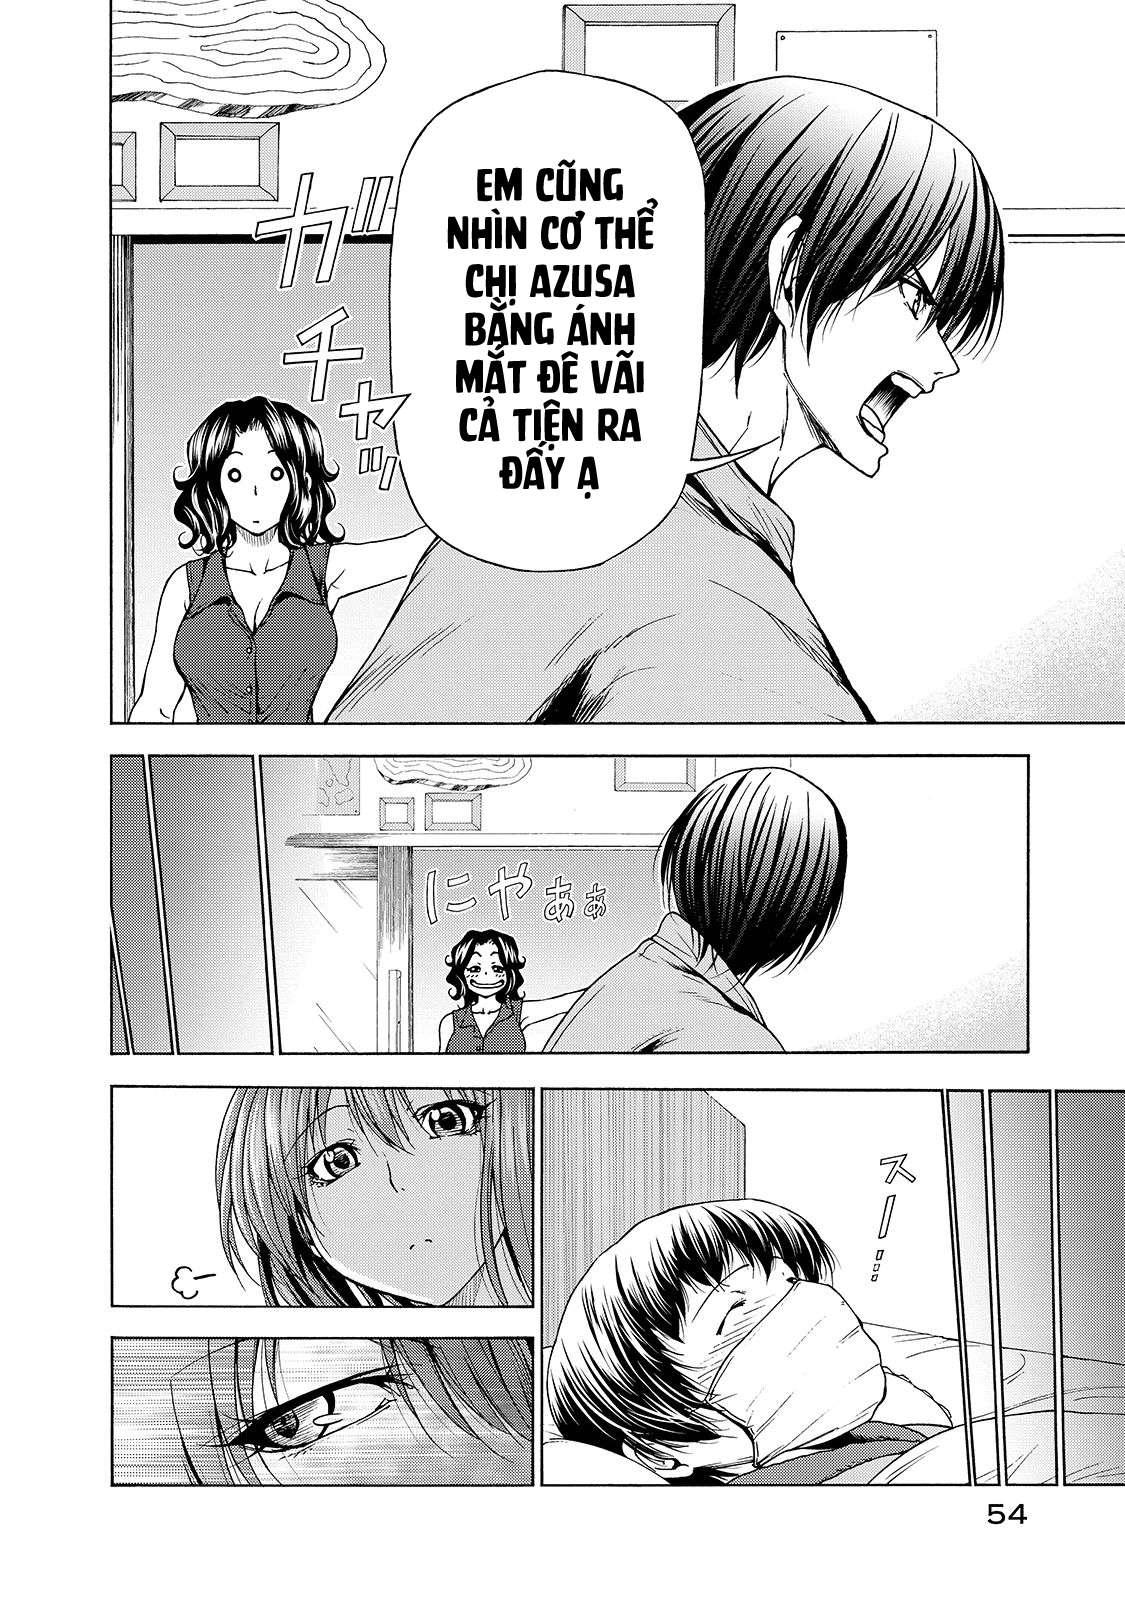 EM CŨNG
NHÌN CƠ THỂ
CHỊ AZUSA
BẰNG ÁNH
MẮT ĐÊ VÃI
CẢ TIỆN RA
ĐẤY Ạ
ガチャッ
にやぁぁ
スー…
54